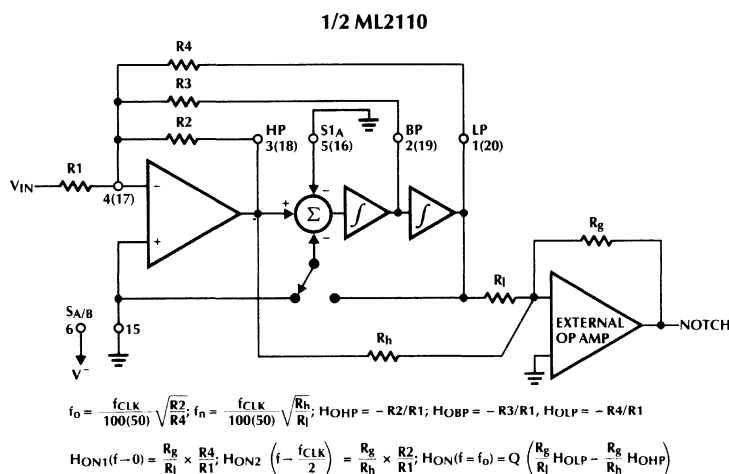 1/2 ML2110
R4
R3
R2
HP
3(18)
S1A
5(16)
BP
2(19)
LP
1(20)
R1
VIN
4(17)
−
+
+
−
Σ
−
∫
∫
Rg
Rl
EXTERNAL
OP AMP
NOTCH
SA/B
6
15
V−
Rh
fo = fCLK/100(50) √(R2/R4); fn = fCLK/100(50) √(Rh/Rl); HOHP = − R2/R1; HOBP = − R3/R1, HOLP = − R4/R1
HON1(f→0) = Rg/Rl × R4/R1; HON2 (f − fCLK/2) = Rg/Rh × R2/R1; HON(f = fo) = Q (Rg/Rl HOLP − Rg/Rh HOHP)